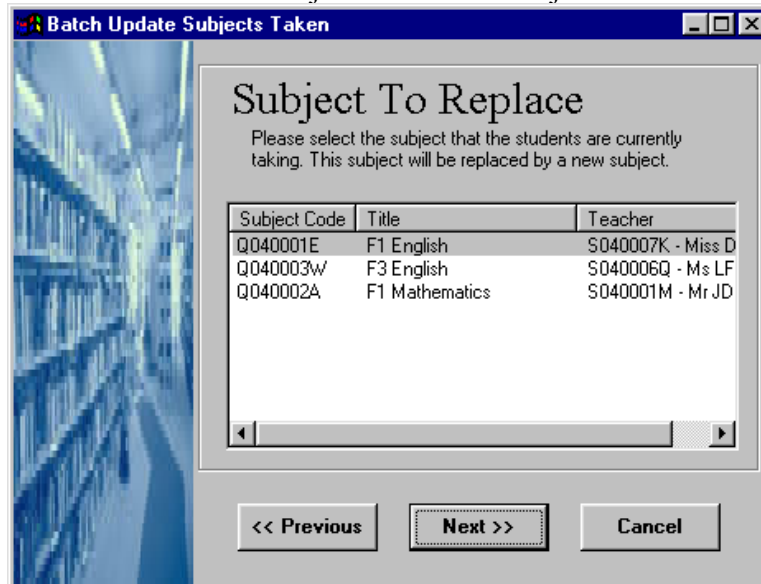 Batch Update Subjects Taken
Subject To Replace
Please select the subject that the students are currently
taking. This subject will be replaced by a new subject.
Subject Code Title Teacher
Q040001E F1 English S040007K - Miss D
Q040003W F3 English S040006Q - Ms LF
Q040002A F1 Mathematics S040001M - Mr JD
<< Previous Next >> Cancel